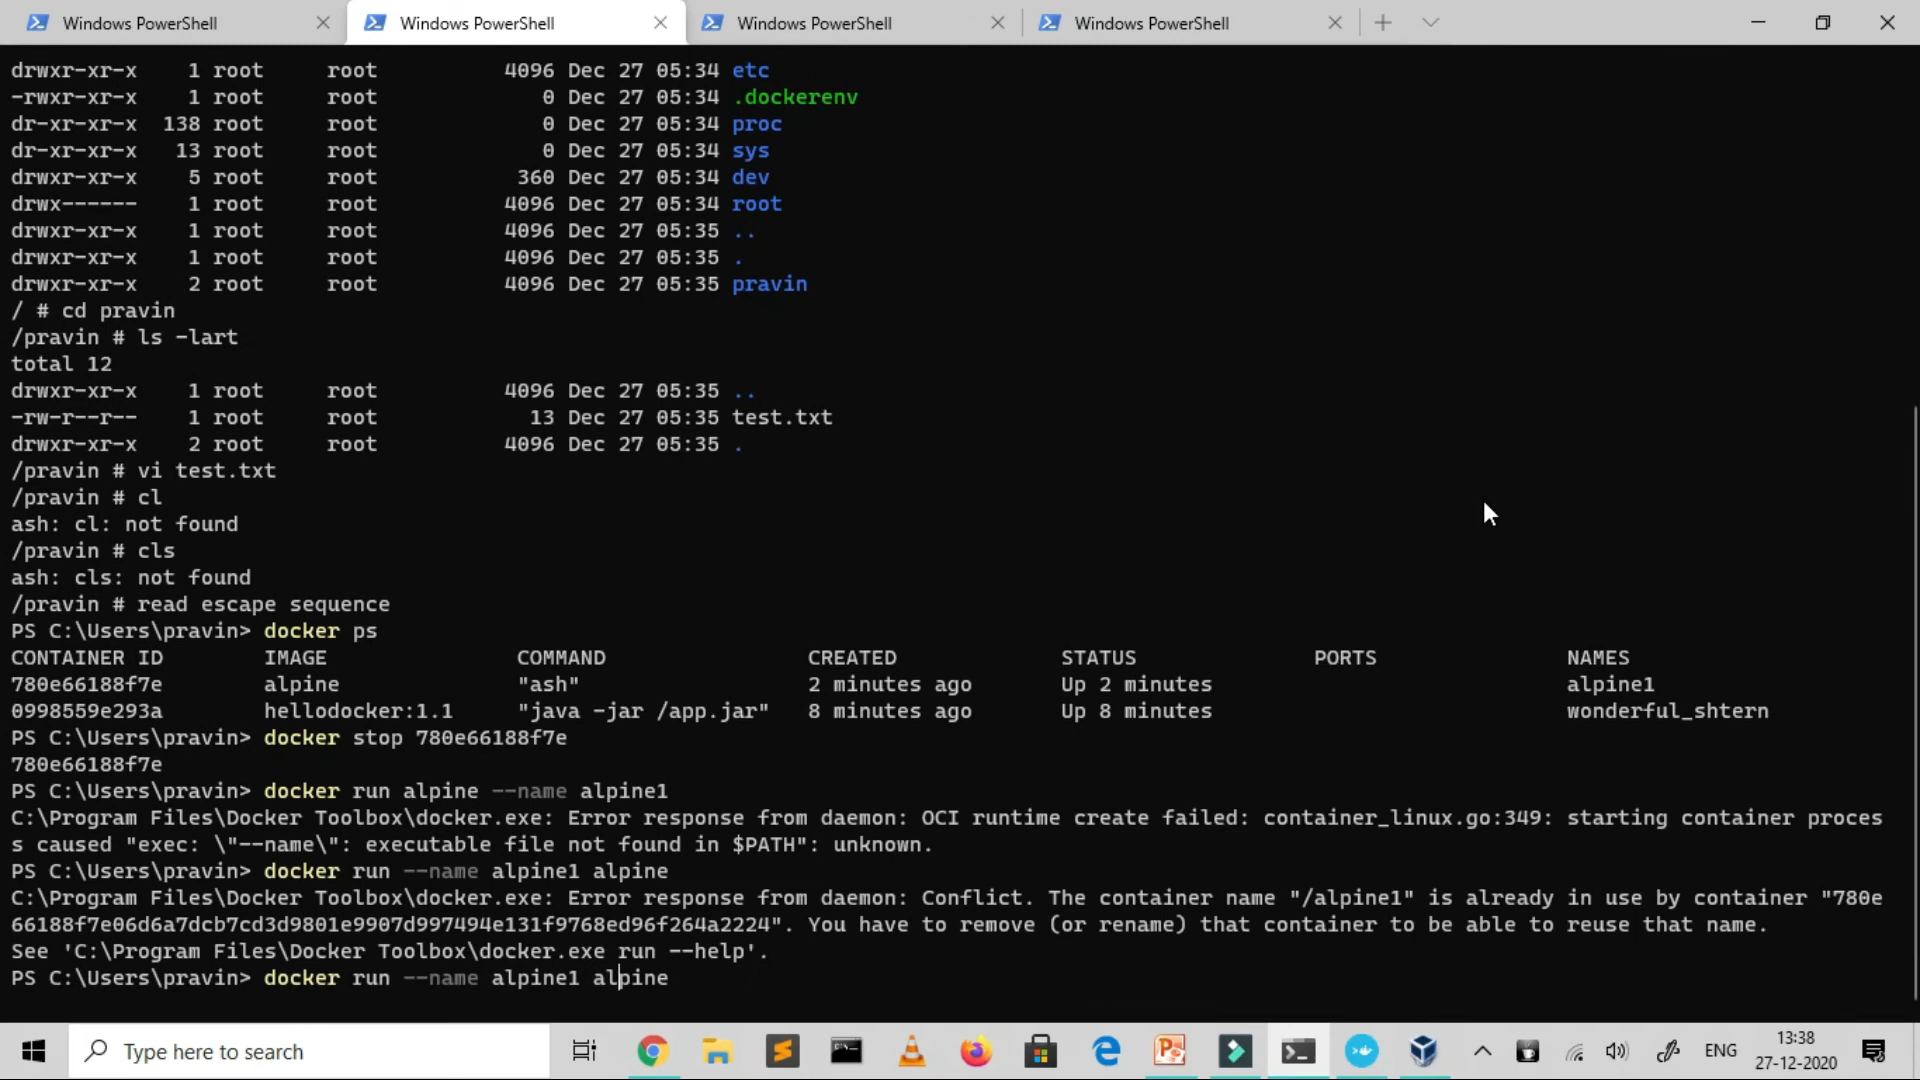 Windows PowerShell
Windows PowerShell
Windows PowerShell
Windows PowerShell
drwxr-xr-x    1 root     root          4096 Dec 27 05:34 etc
-rwxr-xr-x    1 root     root             0 Dec 27 05:34 .dockerenv
dr-xr-xr-x  138 root     root             0 Dec 27 05:34 proc
dr-xr-xr-x   13 root     root             0 Dec 27 05:34 sys
drwxr-xr-x    5 root     root           360 Dec 27 05:34 dev
drwx------    1 root     root          4096 Dec 27 05:34 root
drwxr-xr-x    1 root     root          4096 Dec 27 05:35 ..
drwxr-xr-x    1 root     root          4096 Dec 27 05:35 .
drwxr-xr-x    2 root     root          4096 Dec 27 05:35 pravin
/ # cd pravin
/pravin # ls -lart
total 12
drwxr-xr-x    1 root     root          4096 Dec 27 05:35 ..
-rw-r--r--    1 root     root            13 Dec 27 05:35 test.txt
drwxr-xr-x    2 root     root          4096 Dec 27 05:35 .
/pravin # vi test.txt
/pravin # cl
ash: cl: not found
/pravin # cls
ash: cls: not found
/pravin # read escape sequence
PS C:\Users\pravin> docker ps
CONTAINER ID        IMAGE               COMMAND                CREATED             STATUS              PORTS               NAMES
780e66188f7e        alpine              "ash"                  2 minutes ago       Up 2 minutes                            alpine1
0998559e293a        hellodocker:1.1     "java -jar /app.jar"   8 minutes ago       Up 8 minutes                            wonderful_shtern
PS C:\Users\pravin> docker stop 780e66188f7e
780e66188f7e
PS C:\Users\pravin> docker run alpine --name alpine1
C:\Program Files\Docker Toolbox\docker.exe: Error response from daemon: OCI runtime create failed: container_linux.go:349: starting container proces
s caused "exec: \"--name\": executable file not found in $PATH": unknown.
PS C:\Users\pravin> docker run --name alpine1 alpine
C:\Program Files\Docker Toolbox\docker.exe: Error response from daemon: Conflict. The container name "/alpine1" is already in use by container "780e
66188f7e06d6a7dcb7cd3d9801e9907d997494e131f9768ed96f264a2224". You have to remove (or rename) that container to be able to reuse that name.
See 'C:\Program Files\Docker Toolbox\docker.exe run --help'.
PS C:\Users\pravin> docker run --name alpine1 alpine
Type here to search
ENG
13:38
27-12-2020